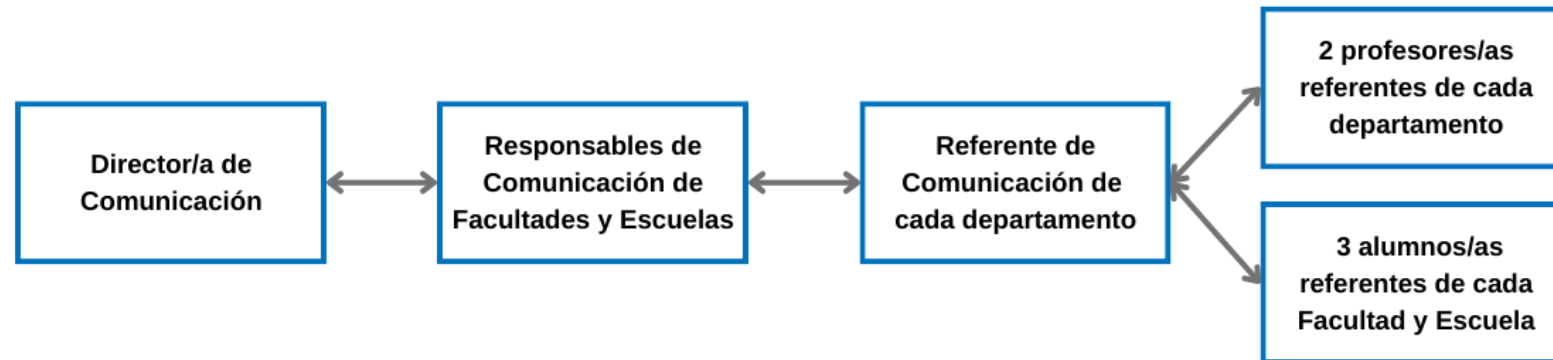 Director/a de
Comunicación
Responsables de
Comunicación de
Facultades y Escuelas
Referente de
Comunicación de
cada departamento
2 profesores/as
referentes de cada
departamento
3 alumnos/as
referentes de cada
Facultad y Escuela